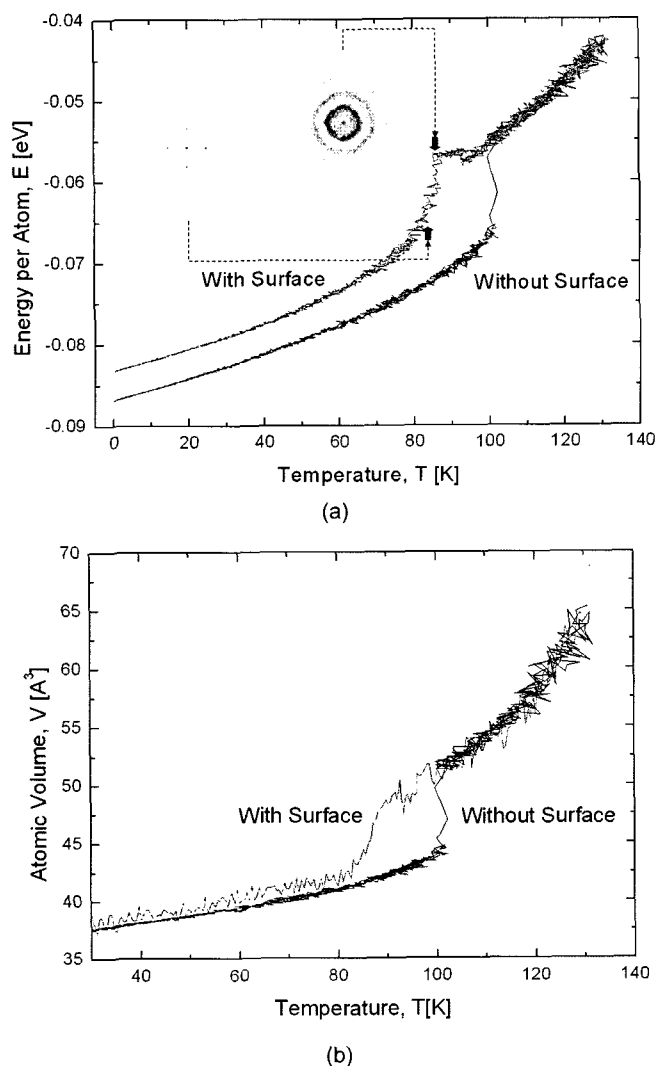 -0.04
-0.05
-0.06
-0.07
-0.08
-0.09
Energy per Atom, E [eV]
With Surface
Without Surface
0 20 40 60 80 100 120 140
Temperature, T [K]
(a)
70
65
60
55
50
45
40
35
Atomic Volume, V [A³]
With Surface
Without Surface
40 60 80 100 120 140
Temperature, T[K]
(b)